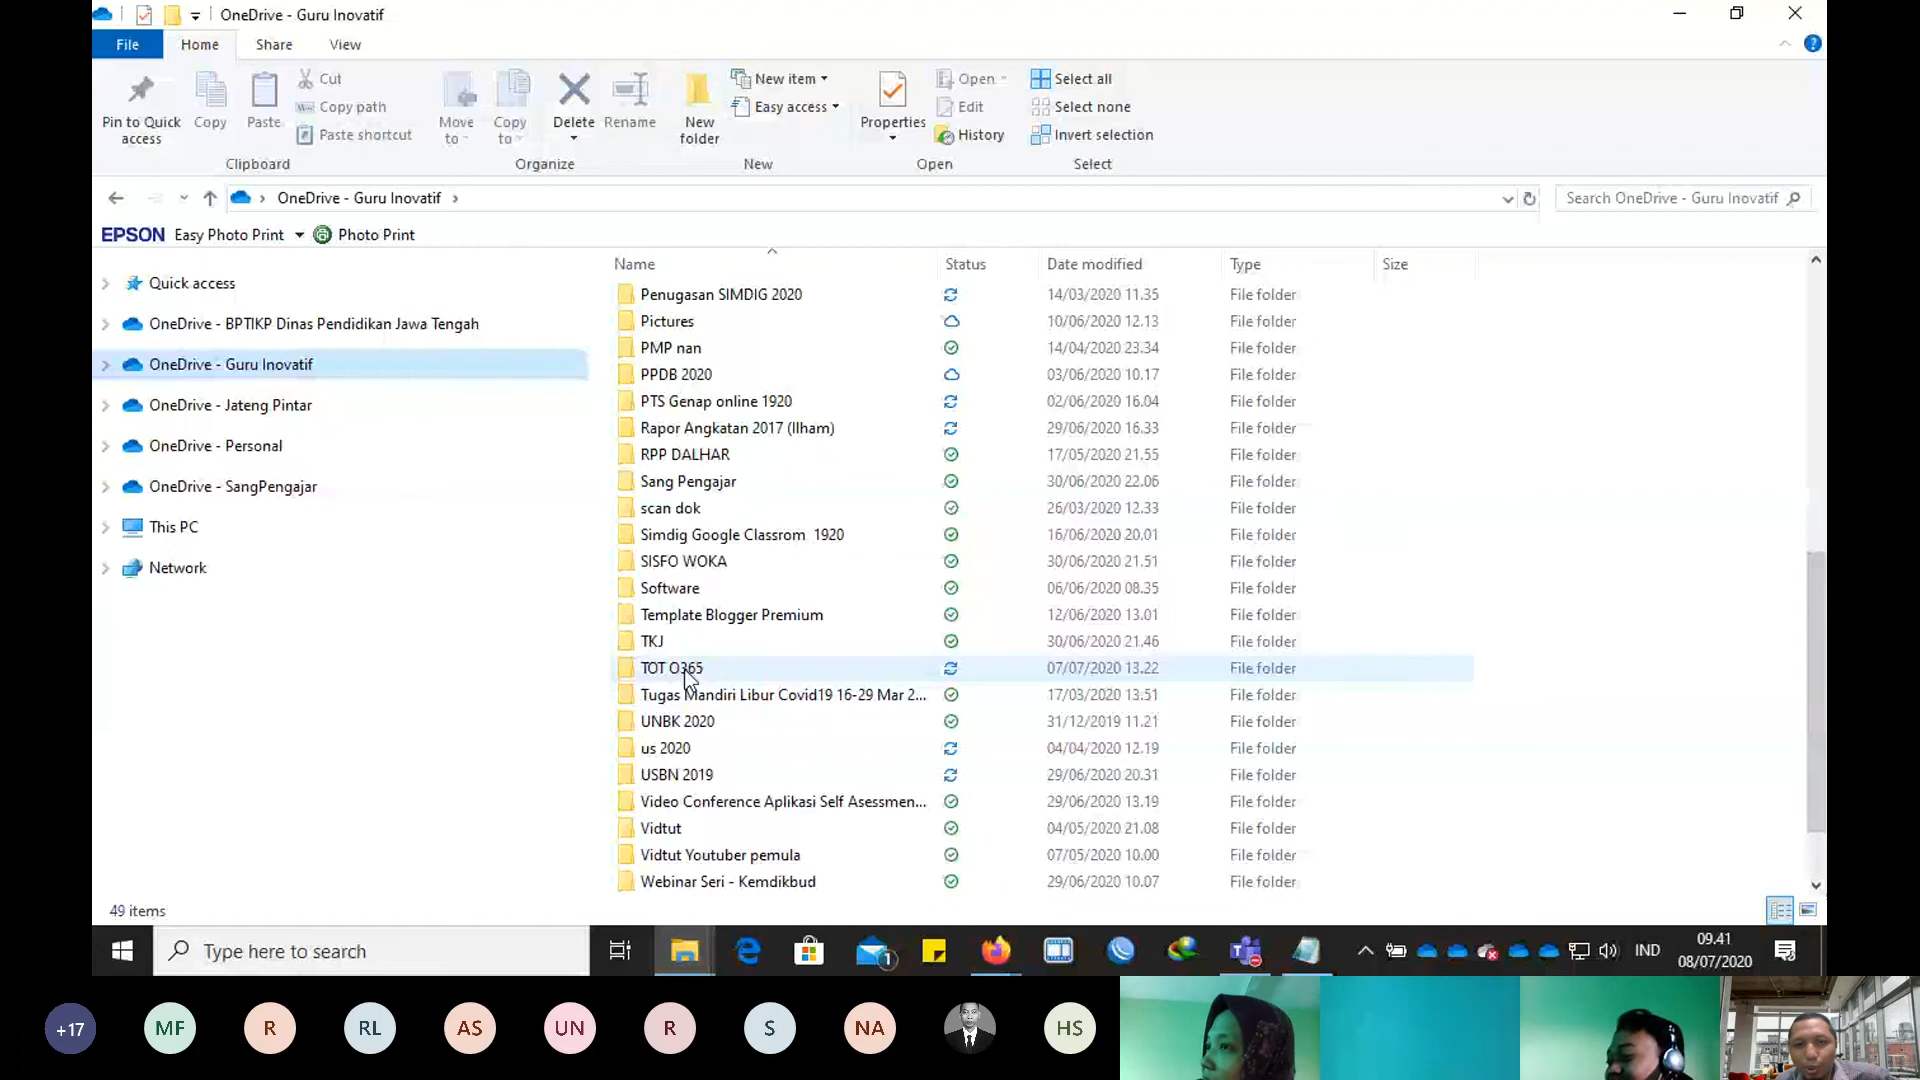 OneDrive - Guru Inovatif
File Home Share View
Pin to Quick access
Copy
Paste
Cut
Copy path
Paste shortcut
Clipboard
Move to
Copy to
Delete
Rename
Organize
New folder
New item
Easy access
New
Properties
Open
Edit
History
Open
Select all
Select none
Invert selection
Select
OneDrive - Guru Inovatif
Search OneDrive - Guru Inovatif
EPSON Easy Photo Print Photo Print
Quick access
OneDrive - BPTIKP Dinas Pendidikan Jawa Tengah
OneDrive - Guru Inovatif
OneDrive - Jateng Pintar
OneDrive - Personal
OneDrive - SangPengajar
This PC
Network
Name Status Date modified Type Size
Penugasan SIMDIG 2020 14/03/2020 11.35 File folder
Pictures 10/06/2020 12.13 File folder
PMP nan 14/04/2020 23.34 File folder
PPDB 2020 03/06/2020 10.17 File folder
PTS Genap online 1920 02/06/2020 16.04 File folder
Rapor Angkatan 2017 (Ilham) 29/06/2020 16.33 File folder
RPP DALHAR 17/05/2020 21.55 File folder
Sang Pengajar 30/06/2020 22.06 File folder
scan dok 26/03/2020 12.33 File folder
Simdig Google Classrom 1920 16/06/2020 20.01 File folder
SISFO WOKA 30/06/2020 21.51 File folder
Software 06/06/2020 08.35 File folder
Template Blogger Premium 12/06/2020 13.01 File folder
TKJ 30/06/2020 21.46 File folder
TOT O365 07/07/2020 13.22 File folder
Tugas Mandiri Libur Covid19 16-29 Mar 2... 17/03/2020 13.51 File folder
UNBK 2020 31/12/2019 11.21 File folder
us 2020 04/04/2020 12.19 File folder
USBN 2019 29/06/2020 20.31 File folder
Video Conference Aplikasi Self Asessmen... 29/06/2020 13.19 File folder
Vidtut 04/05/2020 21.08 File folder
Vidtut Youtuber pemula 07/05/2020 10.00 File folder
Webinar Seri - Kemdikbud 29/06/2020 10.07 File folder
49 items
Type here to search
1
IND
09.41
08/07/2020
+17 MF R RL AS UN R S NA HS